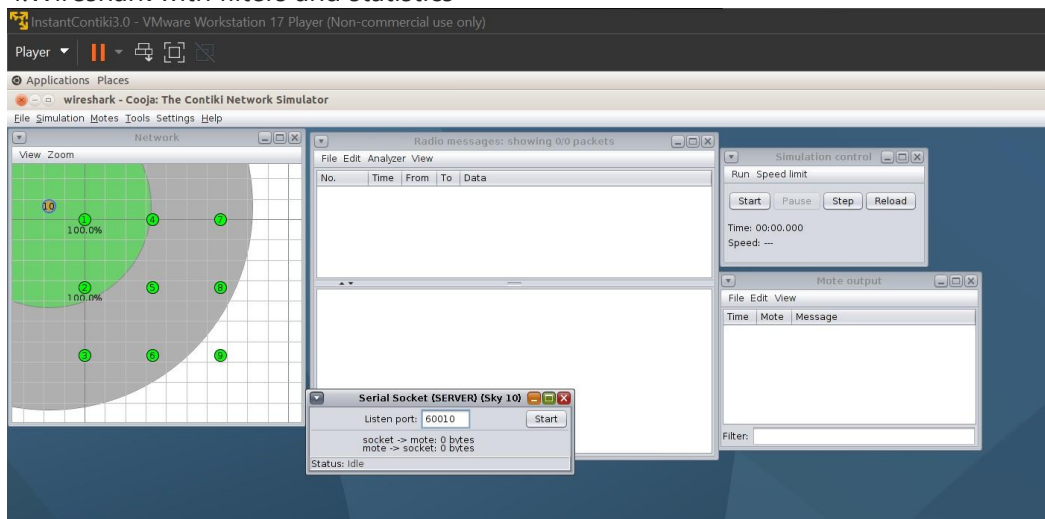 4.Wireshark with filters and statistics
InstantContiki3.0 - VMware Workstation 17 Player (Non-commercial use only)
Player
Applications Places
wireshark - Cooja: The Contiki Network Simulator
File Simulation Motes Tools Settings Help
Network
View Zoom
10
1
4
7
100.0%
2
5
8
100.0%
3
6
9
Radio messages: showing 0/0 packets
File Edit Analyzer View
No. Time From To Data
Serial Socket (SERVER) (Sky 10)
Listen port: 60010 Start
socket -> mote: 0 bytes
mote -> socket: 0 bytes
Status: Idle
Simulation control
Run Speed limit
Start Pause Step Reload
Time: 00:00.000
Speed: ---
Mote output
File Edit View
Time Mote Message
Filter: